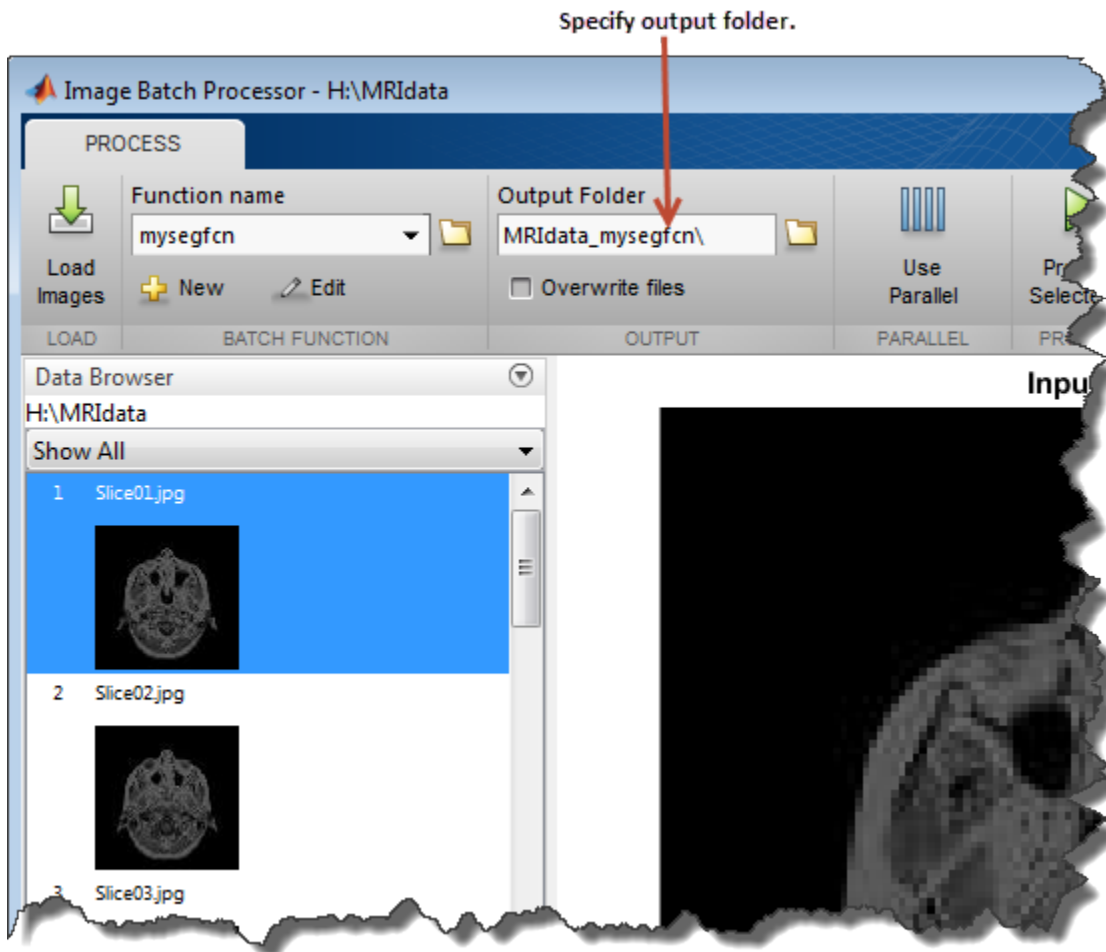 Specify output folder.
Image Batch Processor - H:\MRIdata
PROCESS
Function name
Output Folder
mysegfcn
MRIdata_mysegfcn\
Load
Images
New
Edit
Overwrite files
Use
Parallel
LOAD
BATCH FUNCTION
OUTPUT
PARALLEL
Data Browser
H:\MRIdata
Show All
1 Slice01.jpg
2 Slice02.jpg
3 Slice03.jpg